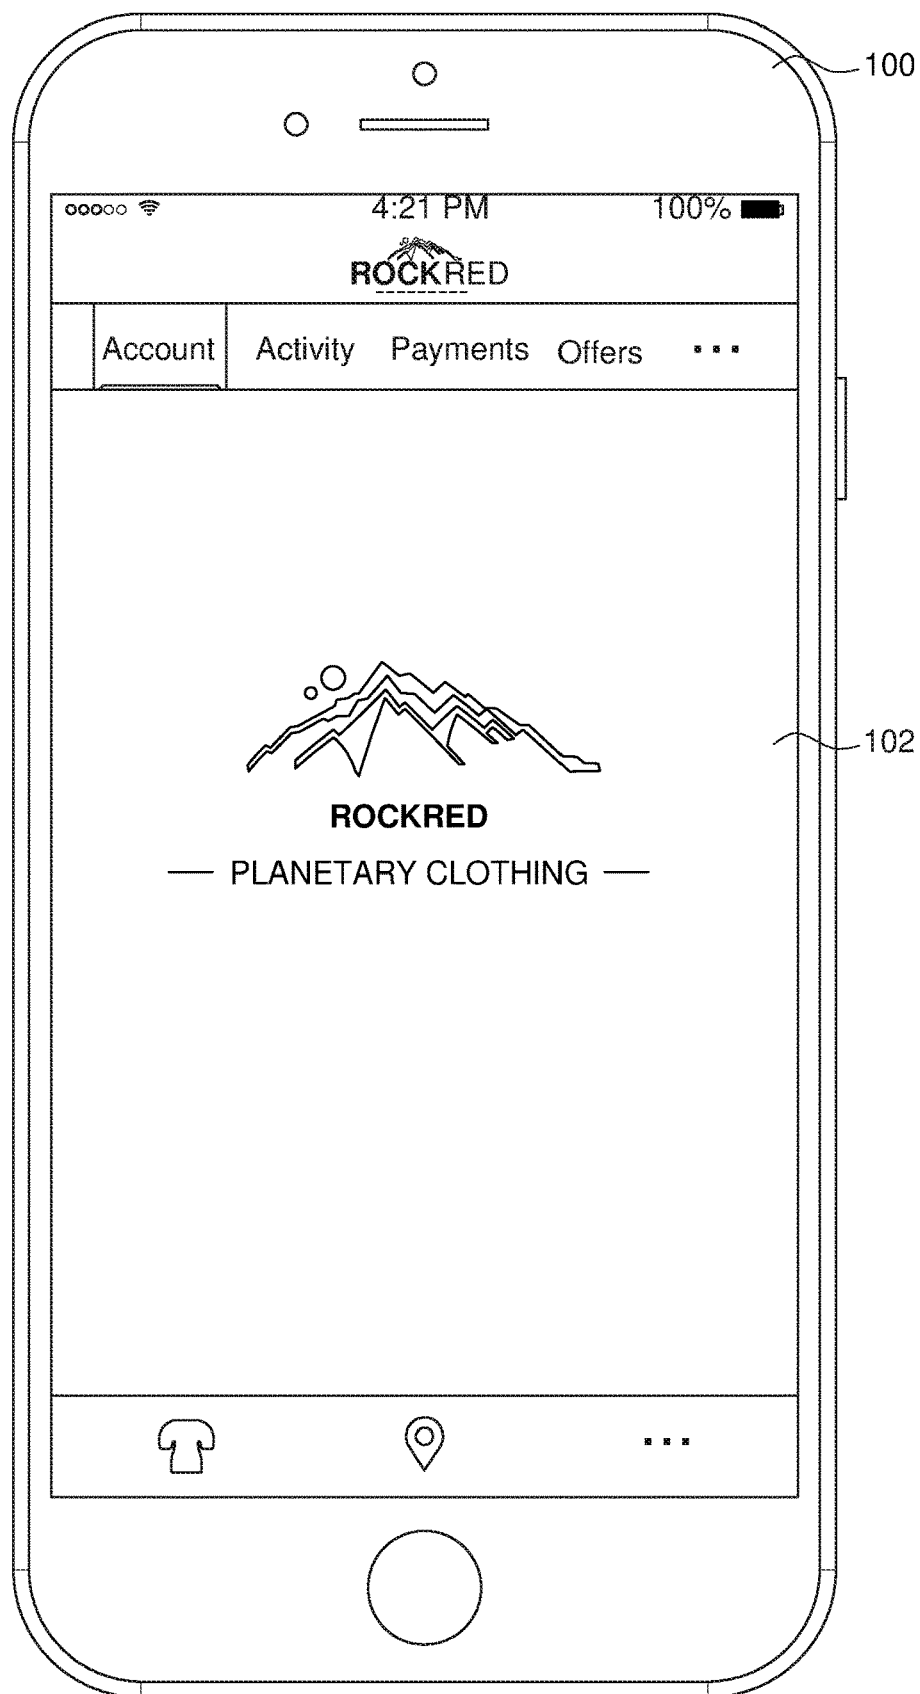 100
4:21 PM 100%
ROCKRED
Account Activity Payments Offers ...
102
ROCKRED
— PLANETARY CLOTHING —
...